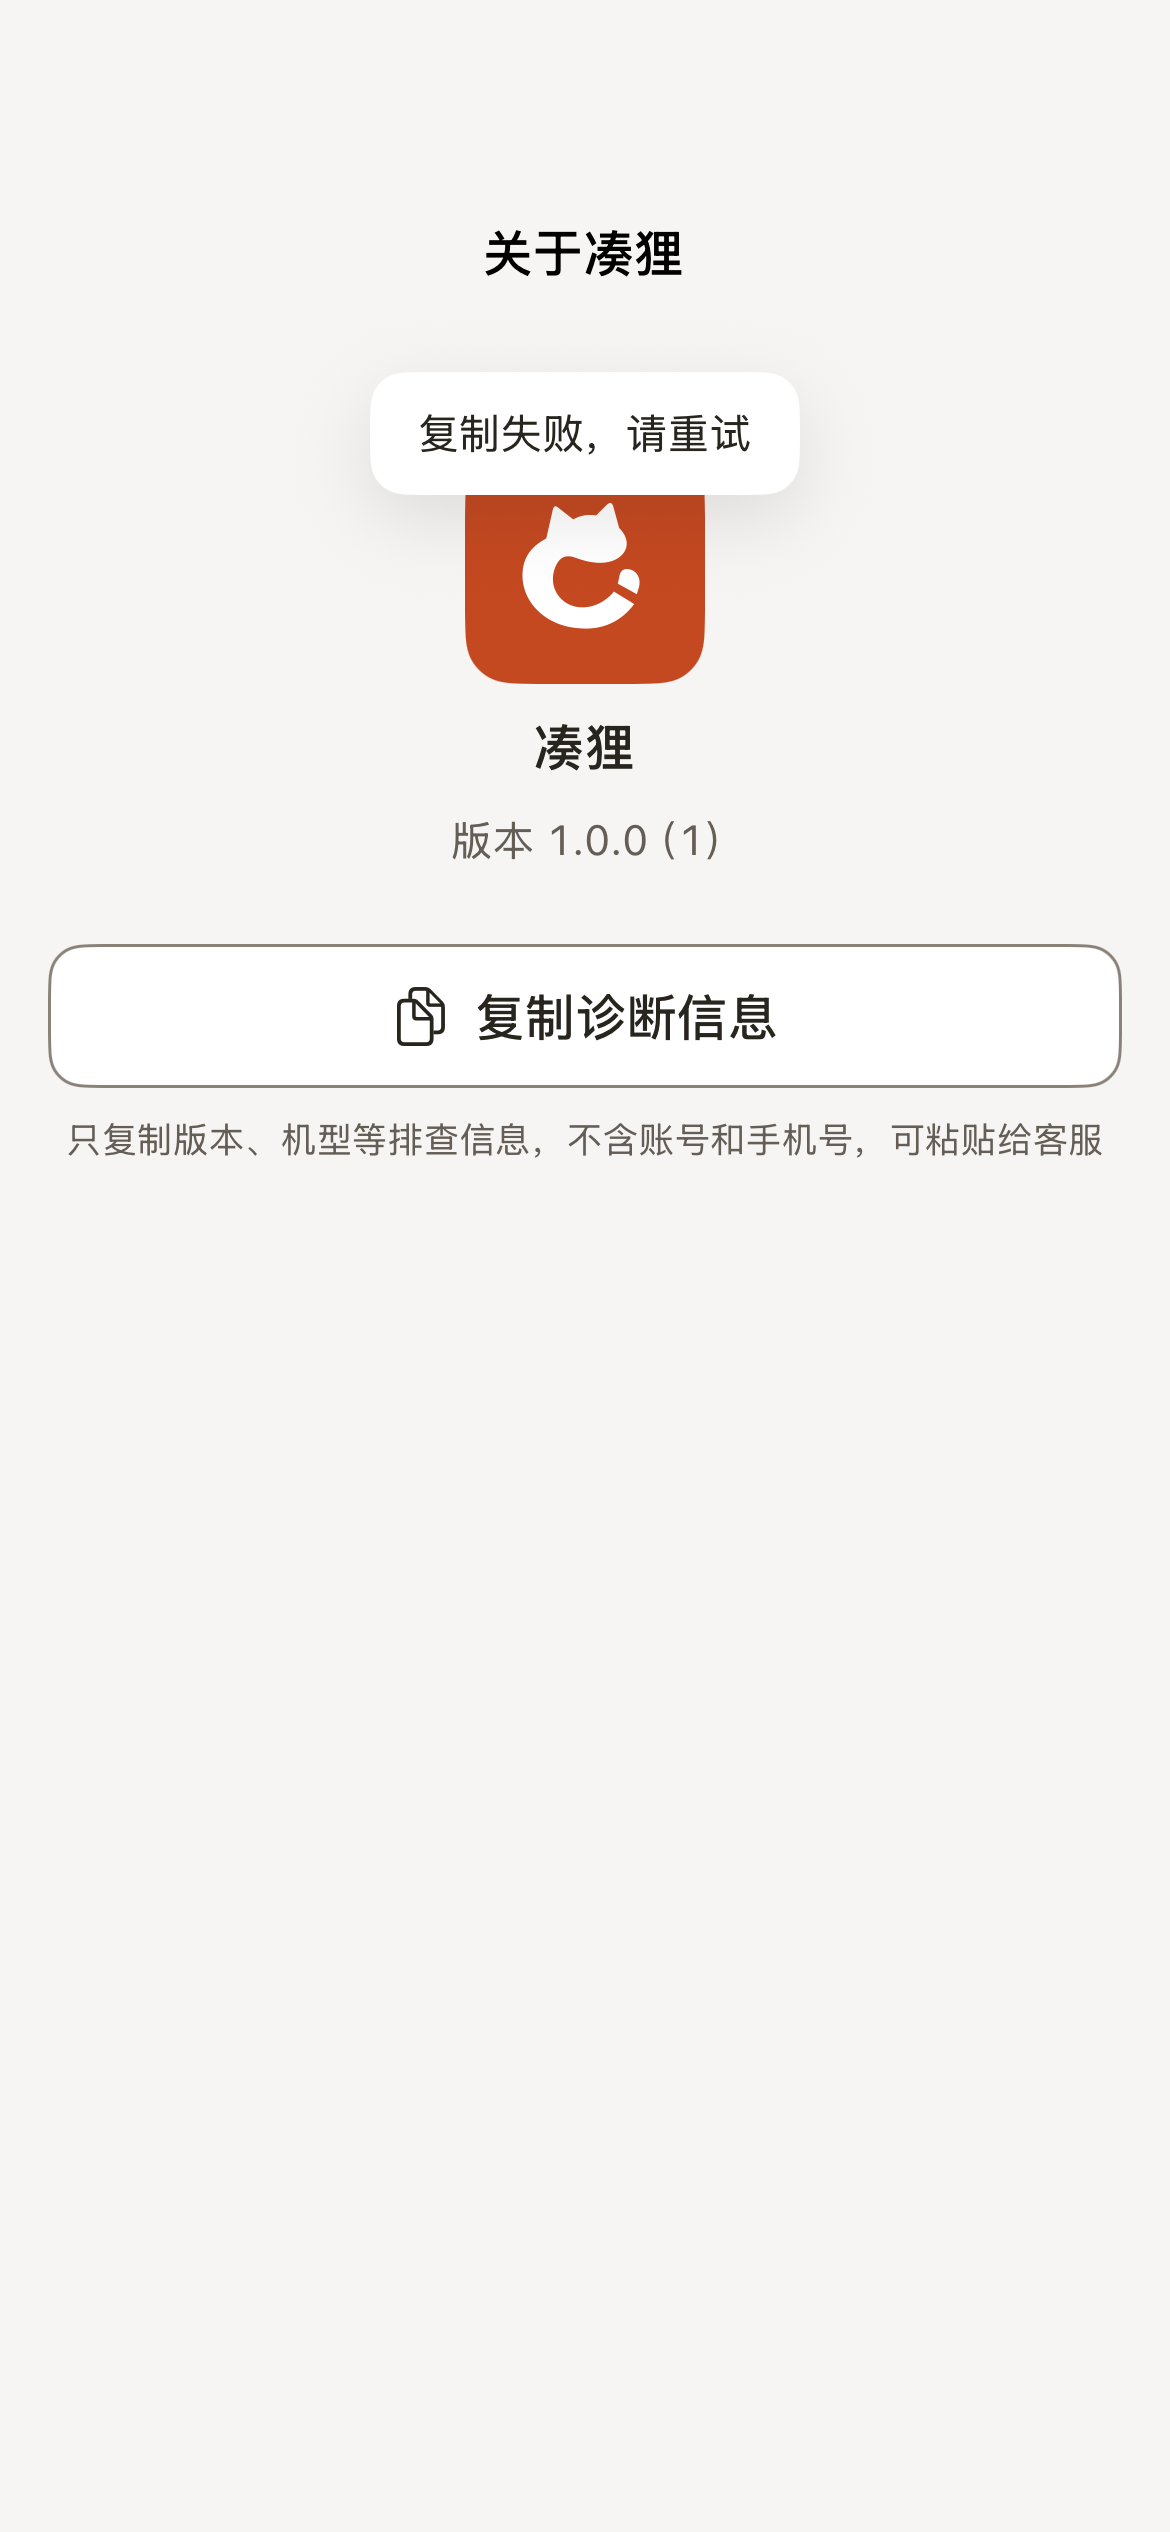 关于凑狸
复制失败，请重试
凑狸
版本 1.0.0 (1)
复制诊断信息
只复制版本、机型等排查信息，不含账号和手机号，可粘贴给客服